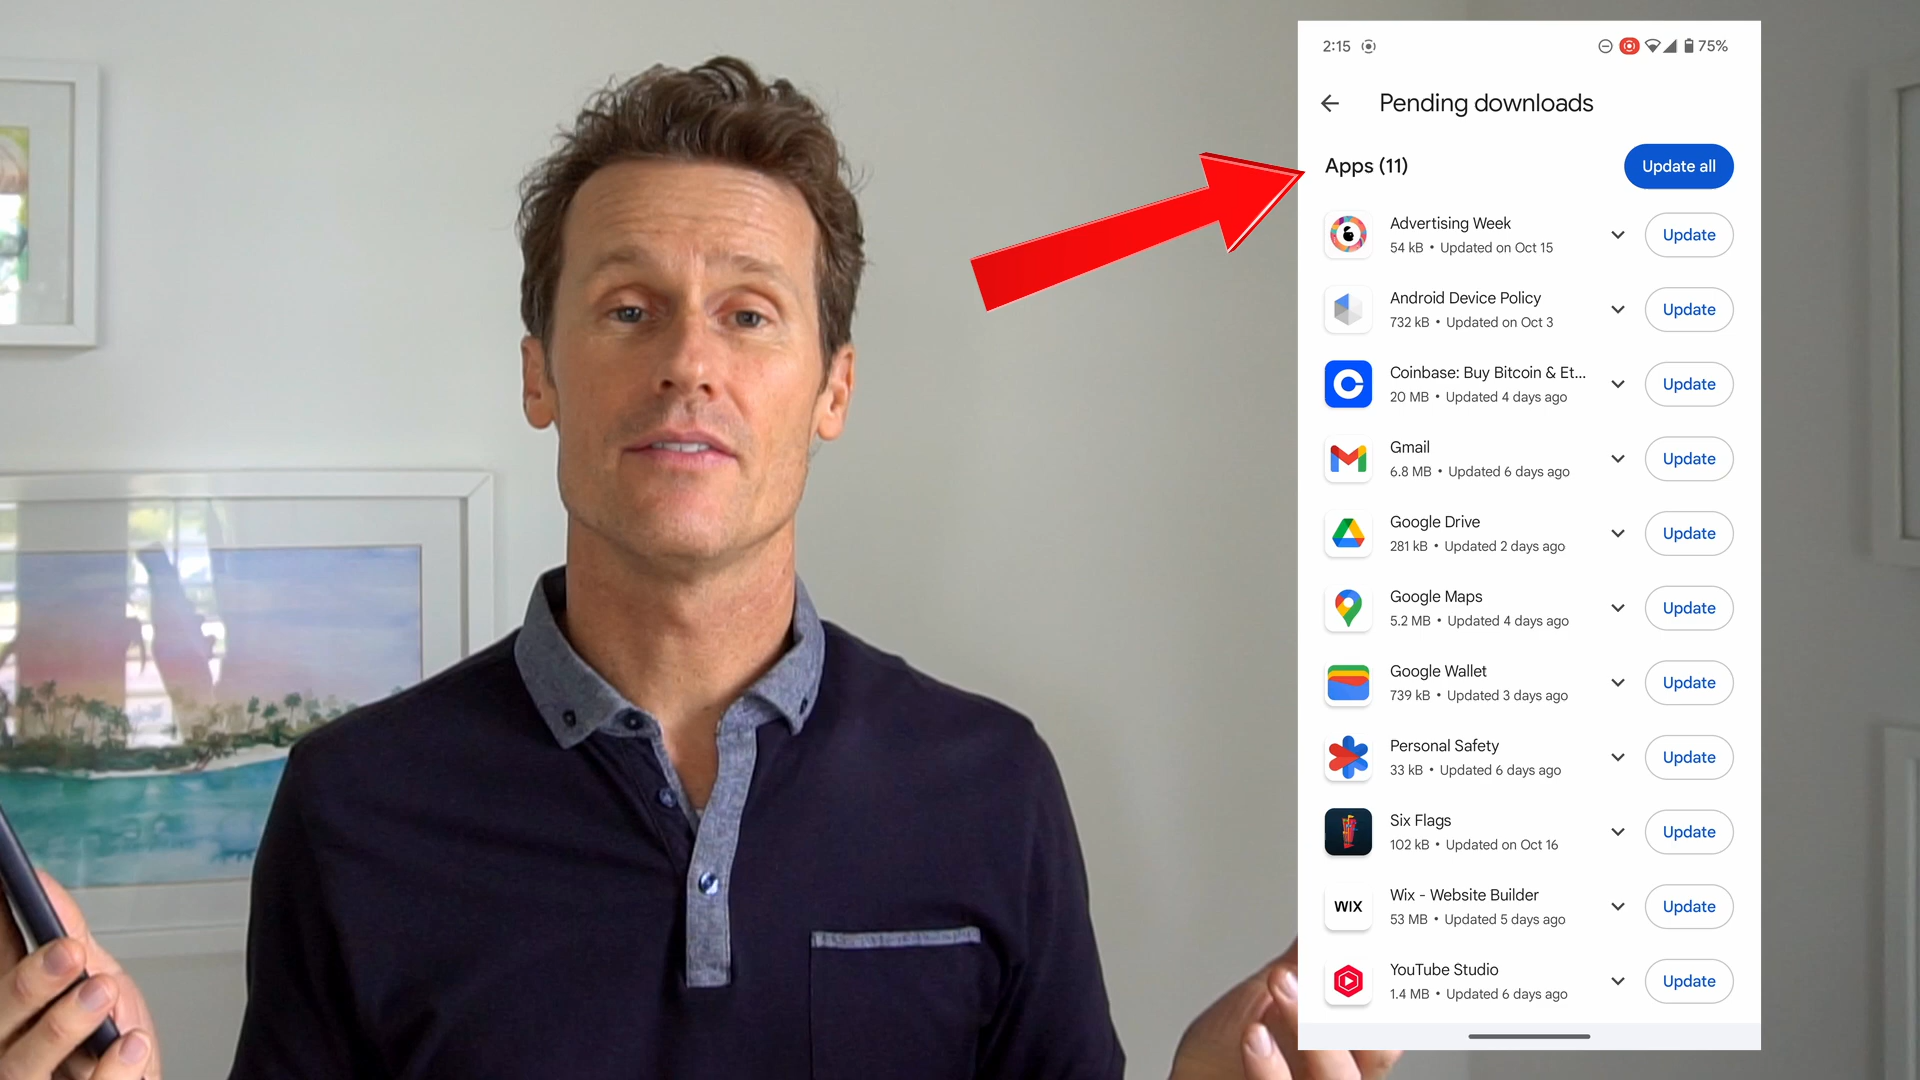 2:15 75%
Pending downloads
Apps (11) Update all
Advertising Week
54 kB • Updated on Oct 15
Update
Android Device Policy
732 kB • Updated on Oct 3
Update
Coinbase: Buy Bitcoin & Et...
20 MB • Updated 4 days ago
Update
Gmail
6.8 MB • Updated 6 days ago
Update
Google Drive
281 kB • Updated 2 days ago
Update
Google Maps
5.2 MB • Updated 4 days ago
Update
Google Wallet
739 kB • Updated 3 days ago
Update
Personal Safety
33 kB • Updated 6 days ago
Update
Six Flags
102 kB • Updated on Oct 16
Update
WIX
Wix - Website Builder
53 MB • Updated 5 days ago
Update
YouTube Studio
1.4 MB • Updated 6 days ago
Update